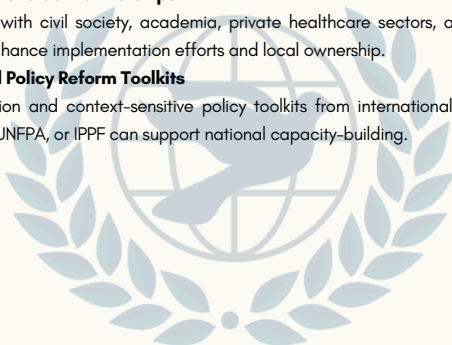 with civil society, academia, private healthcare sectors, a
hance implementation efforts and local ownership.
Policy Reform Toolkits
ion and context-sensitive policy toolkits from international
UNFPA, or IPPF can support national capacity-building.